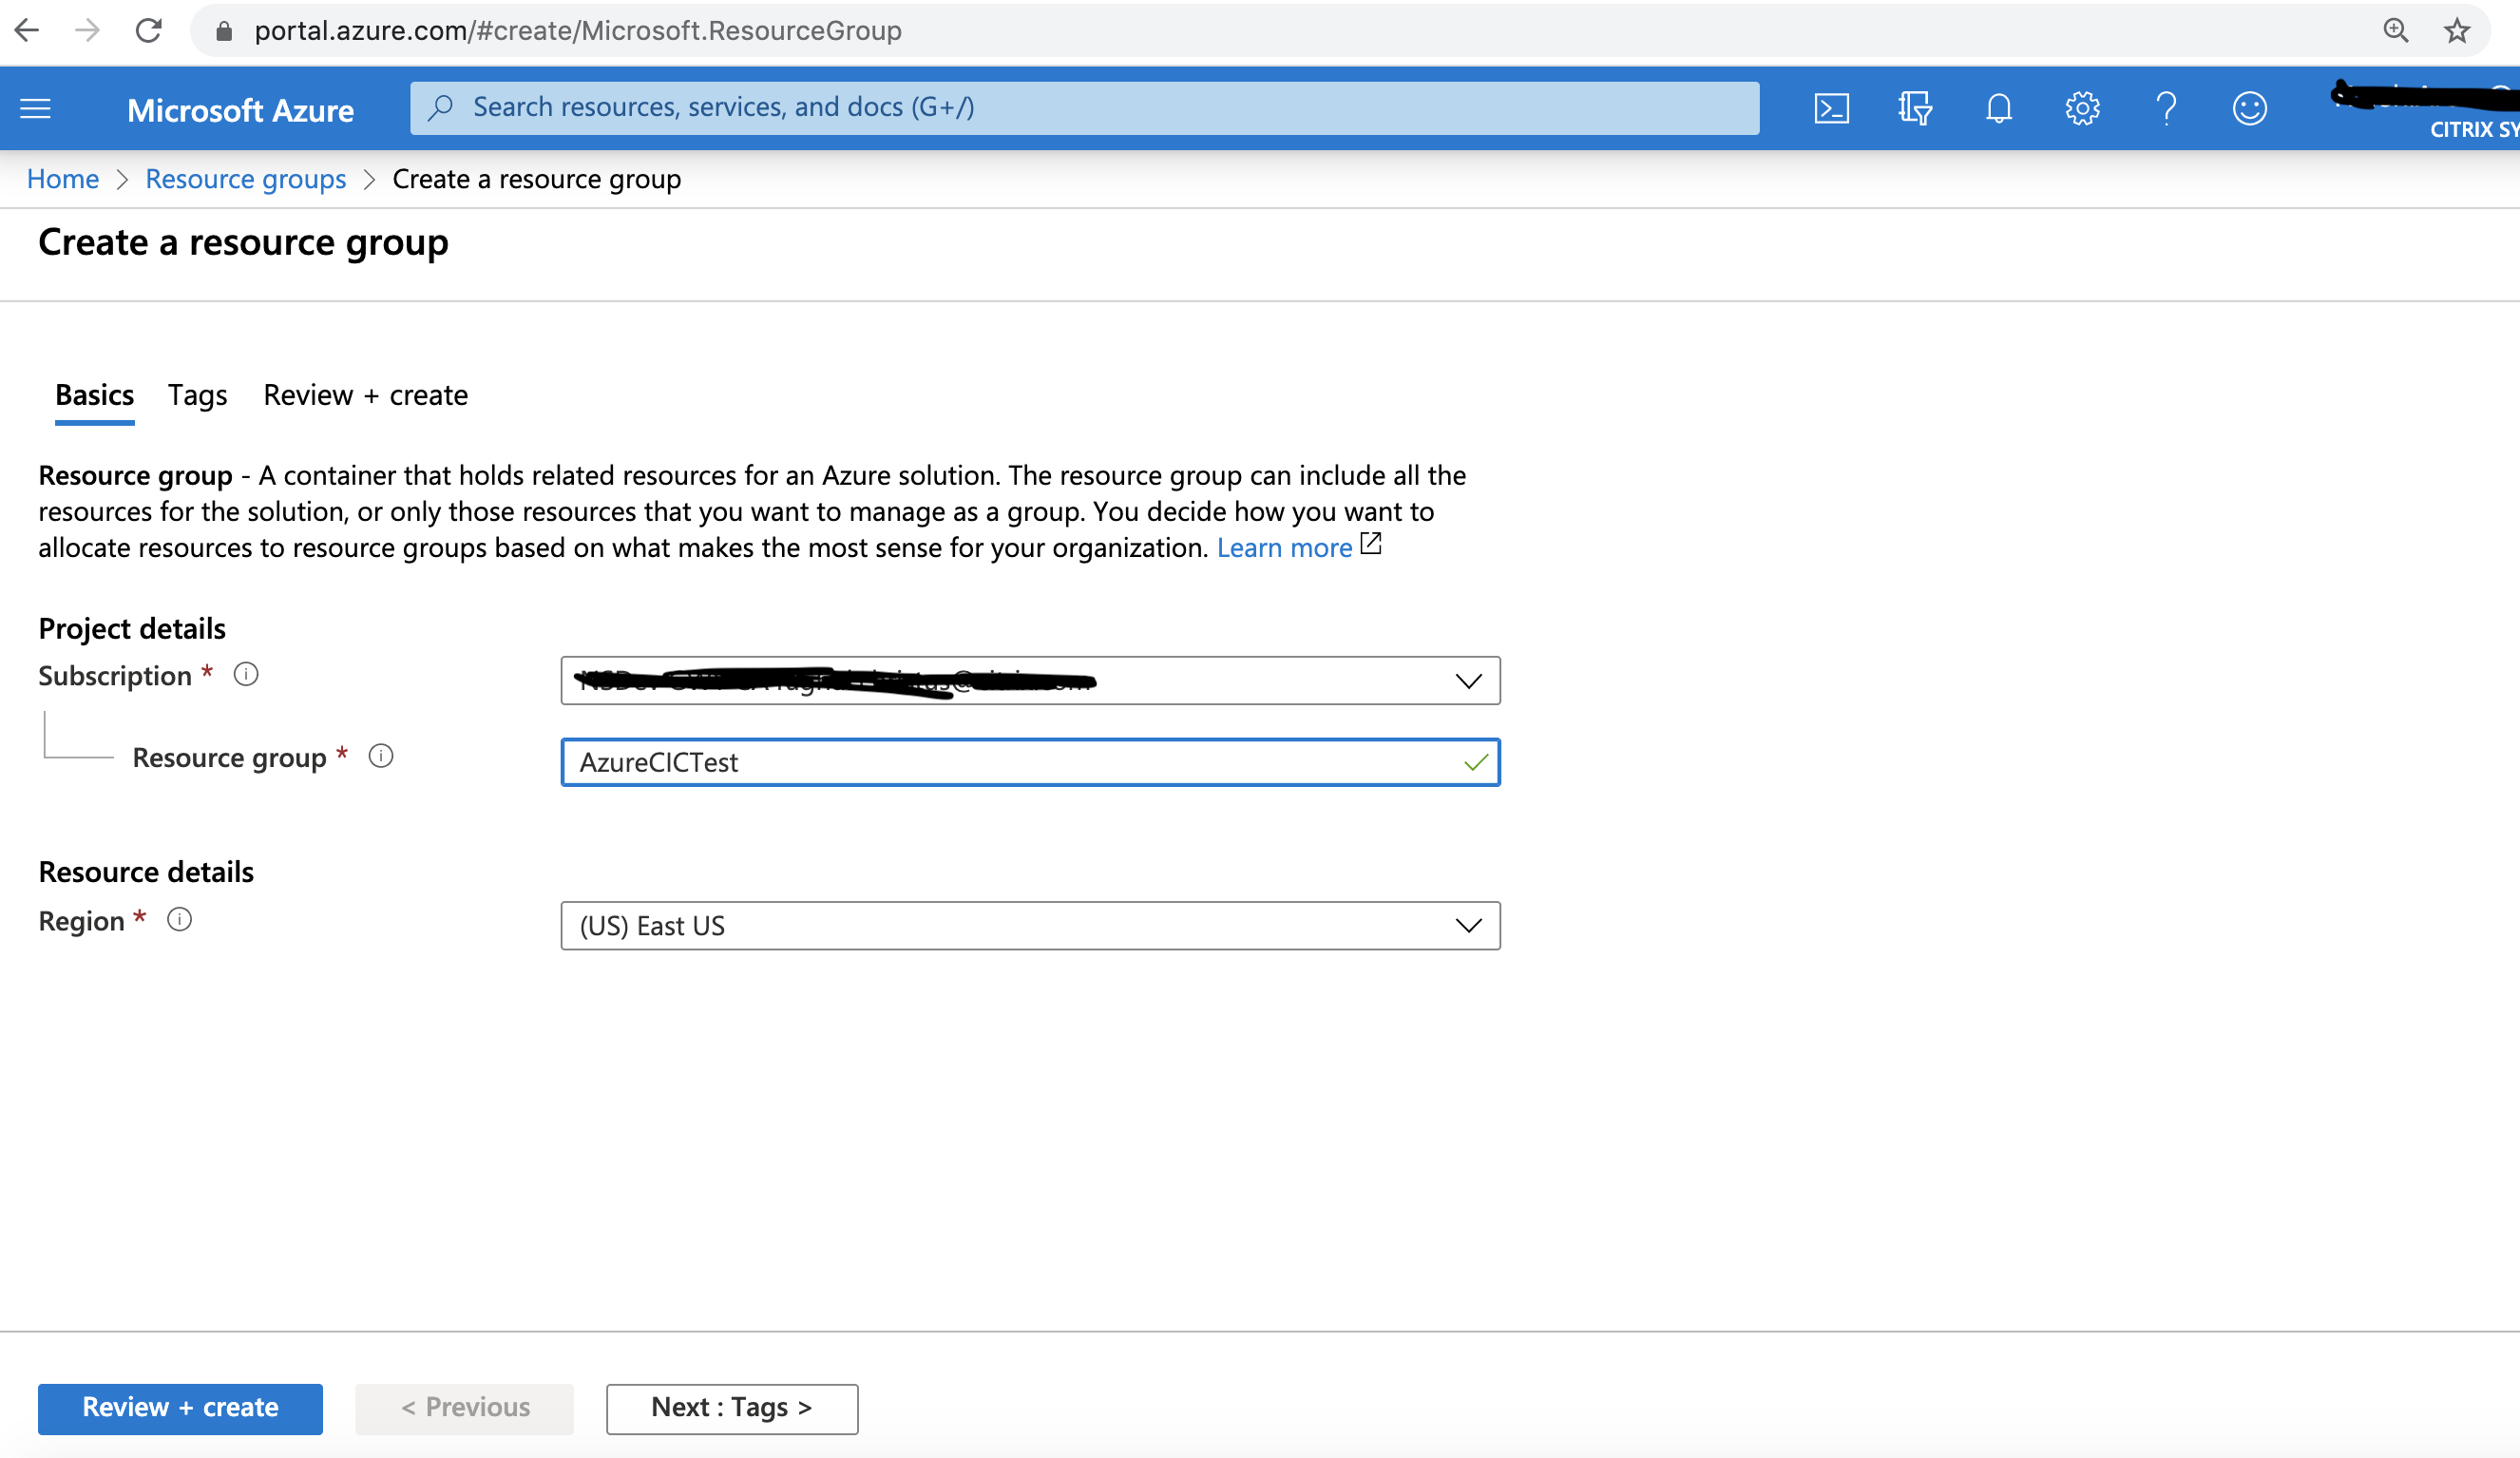 portal.azure.com/#create/Microsoft.ResourceGroup
Microsoft Azure
Search resources, services, and docs (G+/)
CITRIX SY
Home > Resource groups > Create a resource group
Create a resource group
Basics Tags Review + create
Resource group - A container that holds related resources for an Azure solution. The resource group can include all the
resources for the solution, or only those resources that you want to manage as a group. You decide how you want to
allocate resources to resource groups based on what makes the most sense for your organization. Learn more
Project details
Subscription *
Resource group * AzureCICTest
Resource details
Region * (US) East US
Review + create < Previous Next : Tags >